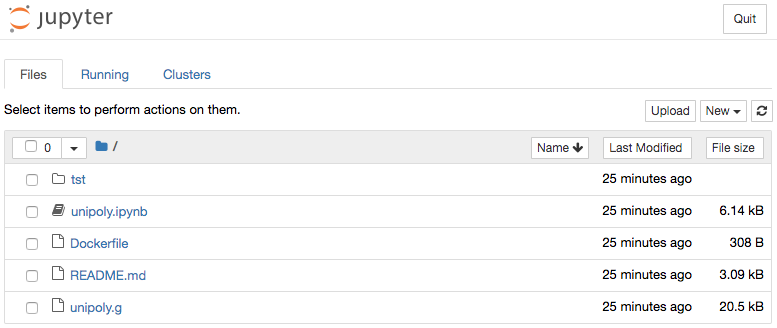 jupyter Quit
Files Running Clusters
Select items to perform actions on them. Upload New
0 / Name Last Modified File size
tst 25 minutes ago
unipoly.ipynb 25 minutes ago 6.14 kB
Dockerfile 25 minutes ago 308 B
README.md 25 minutes ago 3.09 kB
unipoly.g 25 minutes ago 20.5 kB